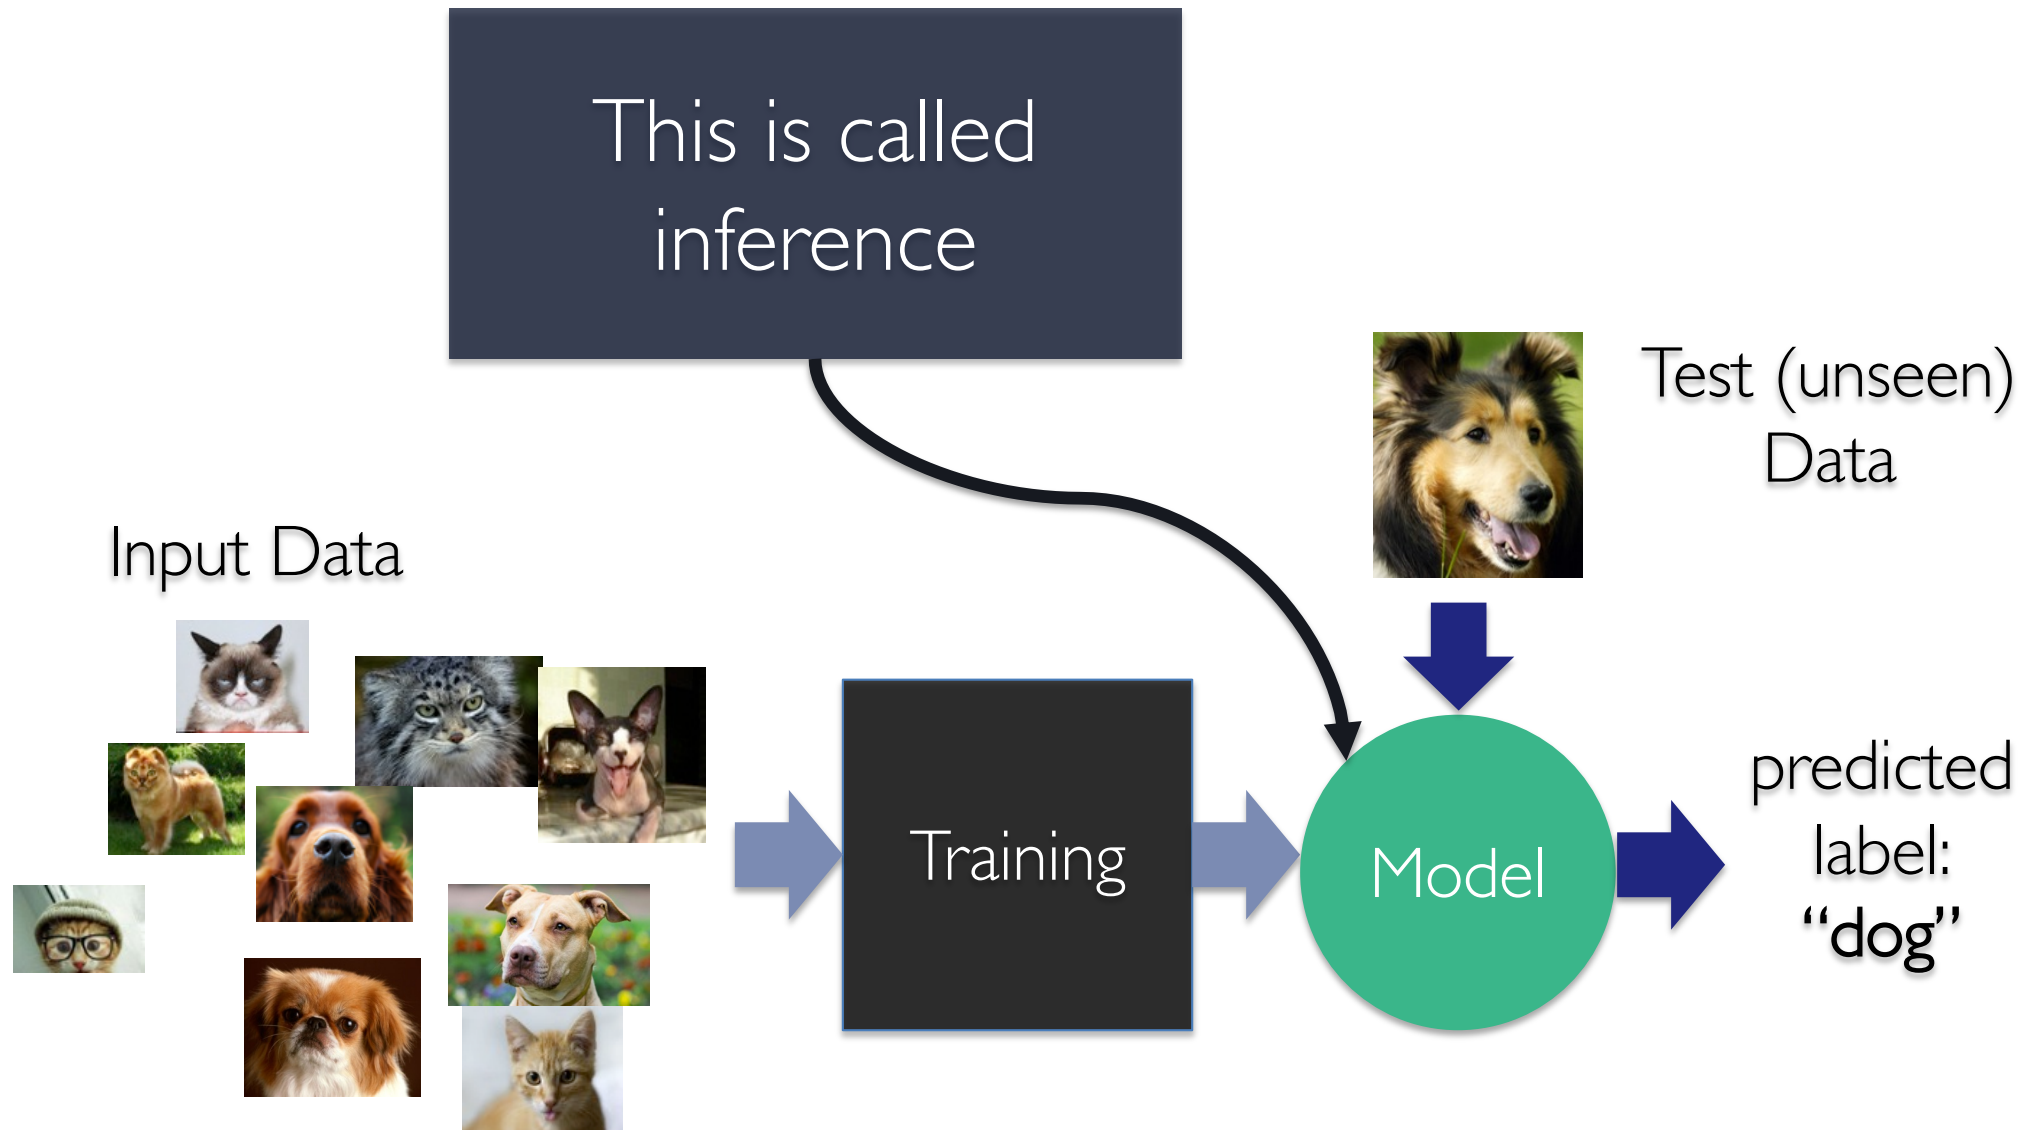 This is called
inference
Test (unseen)
Data
Input Data
Training
Model
predicted
label:
“dog”